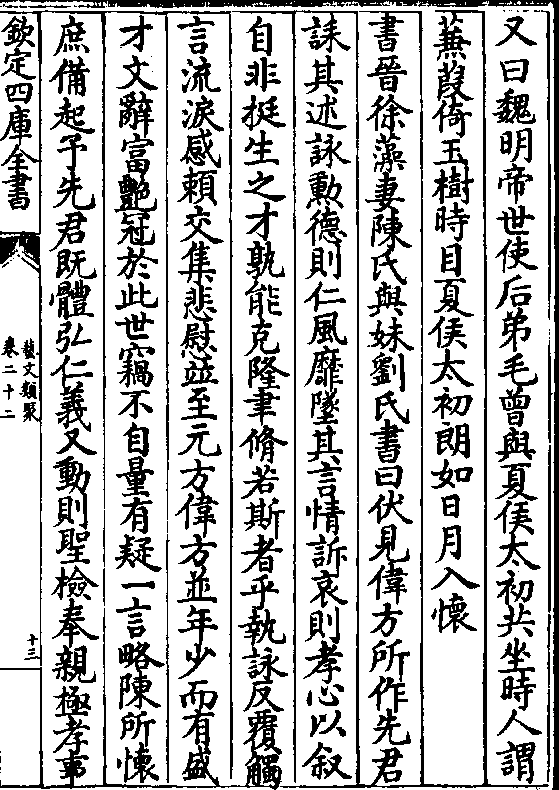 又曰魏明帝世使后弟毛曾與夏侯太初共坐時人謂
蒹葭倚玉樹時目夏侯太初朗如日月入懷
書晉徐藻妻陳氏與妹劉氏書曰伏見偉方所作先君
誄其述詠勳德則仁風靡墜其言情訴哀則孝心以叙
自非挺生之才孰能克隆聿脩若斯者乎執詠反覆觸
言流淚感賴交集悲慰並至元方偉方並年少而有盛
才文辭富艷冠於此世竊不自量有疑一言略陳所懷
庶備起予先君既體弘仁義又動則聖檢奉親極孝事
欽定四庫全書
藝文類聚
卷二十二
十三